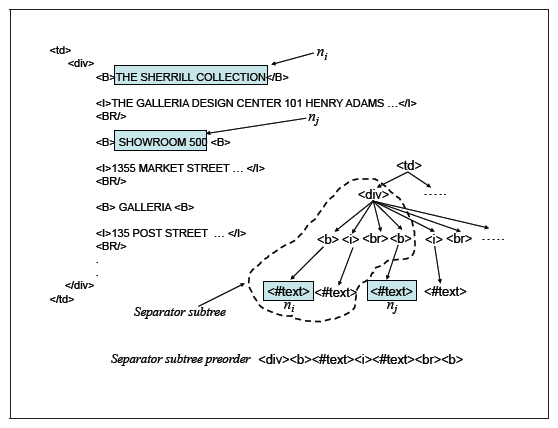 <td>
<div>
n_i
<B>THE SHERRILL COLLECTION</B>
<I>THE GALLERIA DESIGN CENTER 101 HENRY ADAMS …</I>
n_j
<BR/>
<B> SHOWROOM 500 <B>
<I>1355 MARKET STREET … </I>
<BR/>
<B> GALLERIA <B>
<I>135 POST STREET … </I>
<BR/>
.
.
</div>
</td>
<td>
<div> -----
<b> <i> <br> <b> <i> <br> -----
<#text> <#text> <#text> <#text>
n_i n_j
Separator subtree
Separator subtree preorder <div><b><#text><i><#text><br><b>